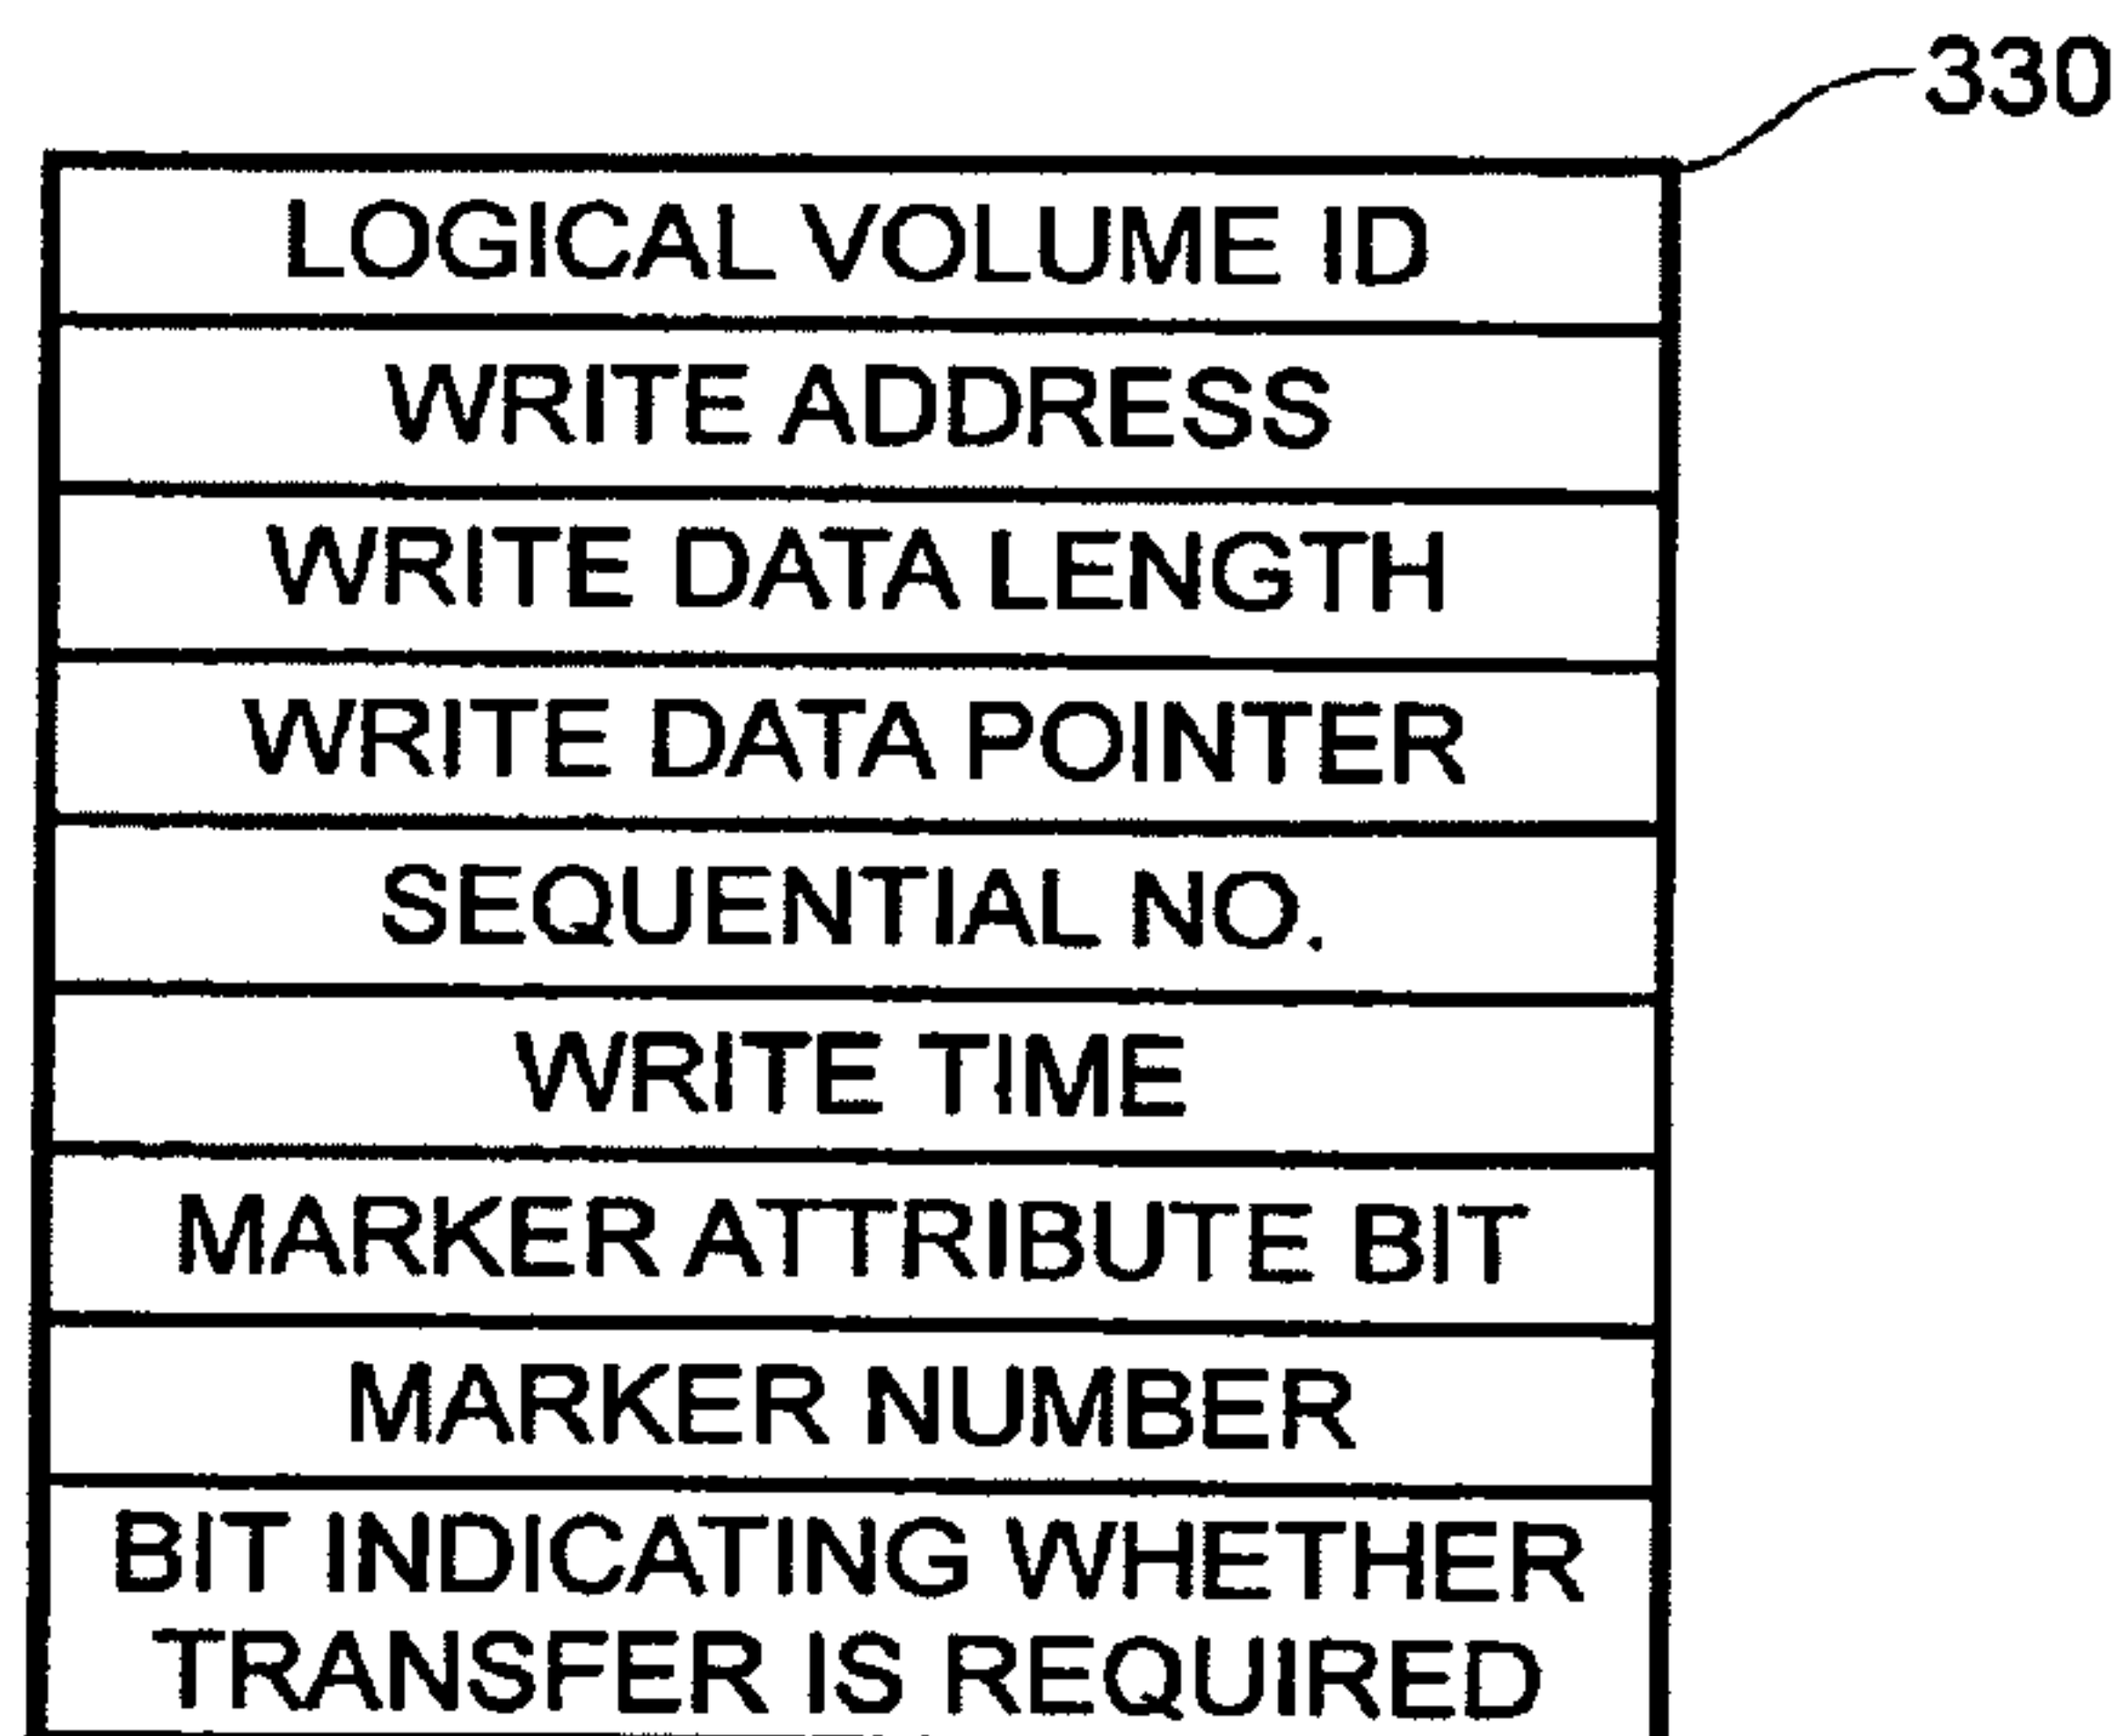 330
LOGICAL VOLUME ID
WRITE ADDRESS
WRITE DATA LENGTH
WRITE DATA POINTER
SEQUENTIAL NO.
WRITE TIME
MARKER ATTRIBUTE BIT
MARKER NUMBER
BIT INDICATING WHETHER
TRANSFER IS REQUIRED